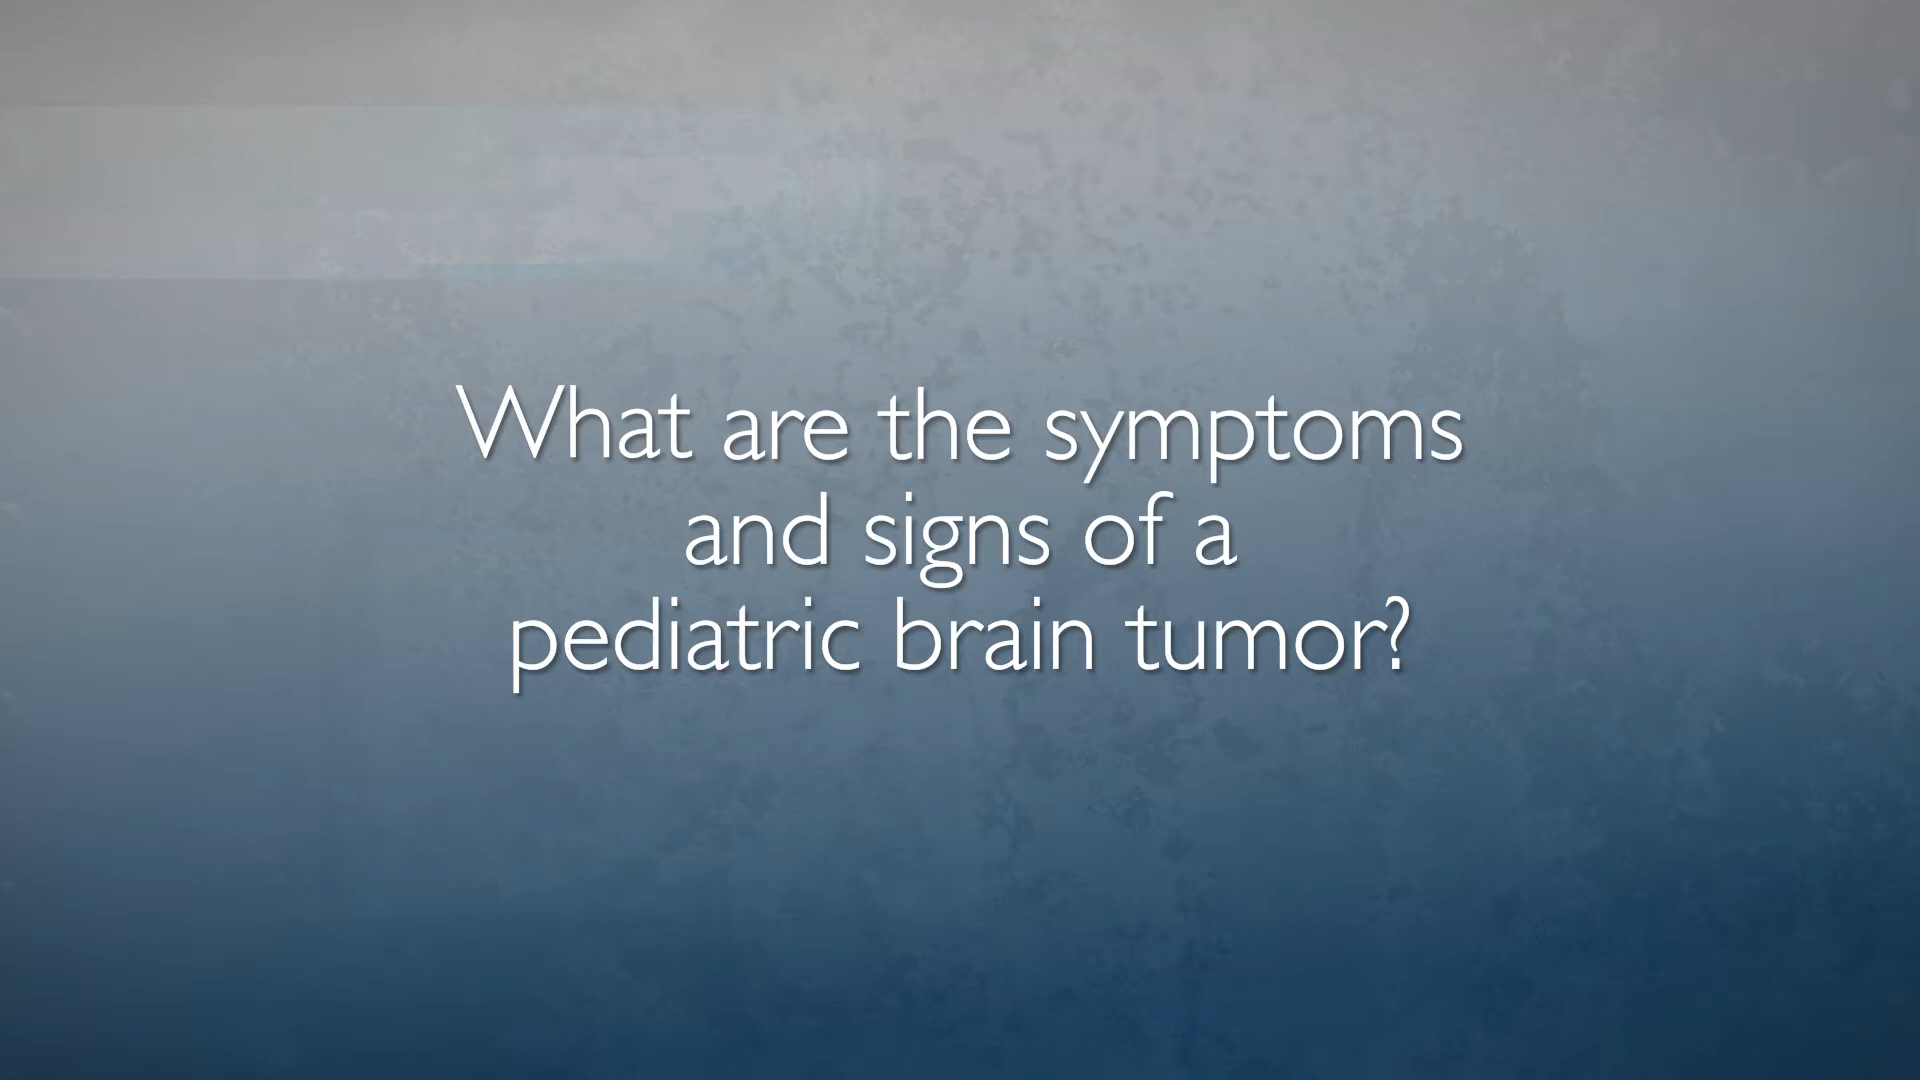 What are the symptoms
and signs of a
pediatric brain tumor?